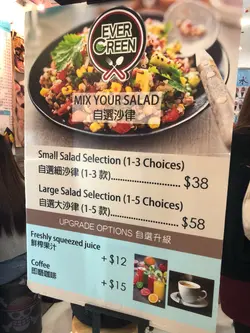 EVER
GREEN
MIX YOUR SALAD
自選沙律
Small Salad Selection (1-3 Choices)
自選細沙律 (1-3 款)........................$38
Large Salad Selection (1-5 Choices)
自選大沙律 (1-5 款)........................$58
UPGRADE OPTIONS 自選升級
Freshly squeezed juice
鮮榨果汁
+ $12
Coffee
即磨咖啡
+ $15